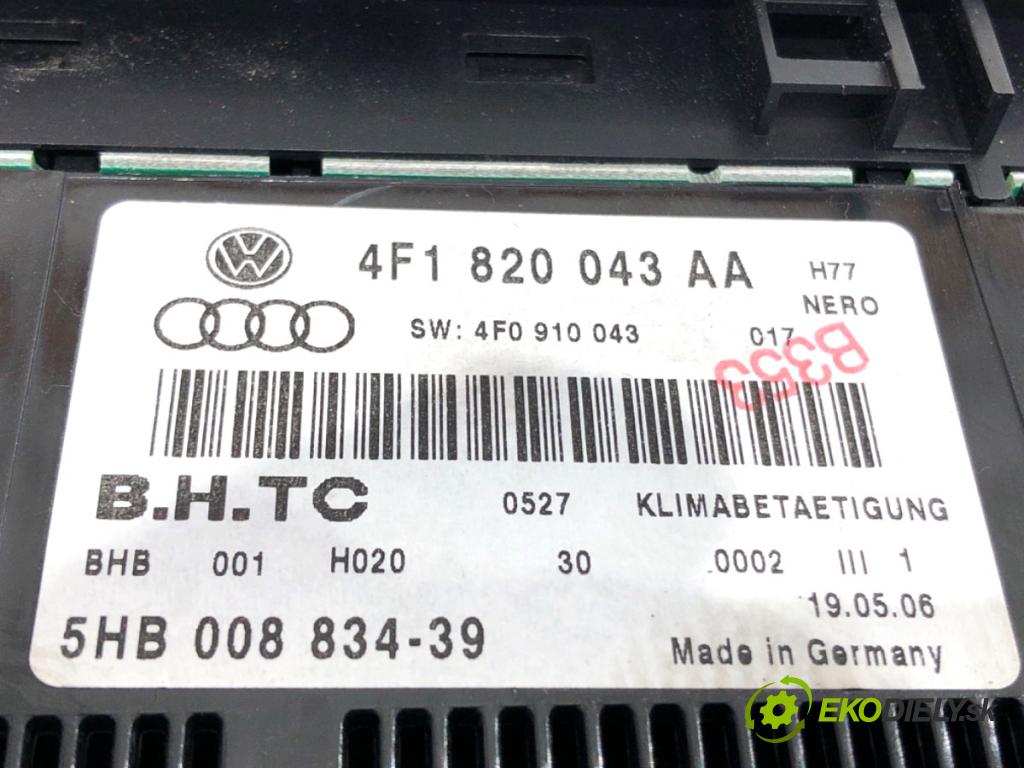 VW
4F1 820 043 AA H77
NERO
SW: 4F0 910 043 017
B353
B.H.TC 0527 KLIMABETAETIGUNG
BHB 001 H020 30 0002 III 1
19.05.06
5HB 008 834-39 Made in Germany
EKODIELY.SK